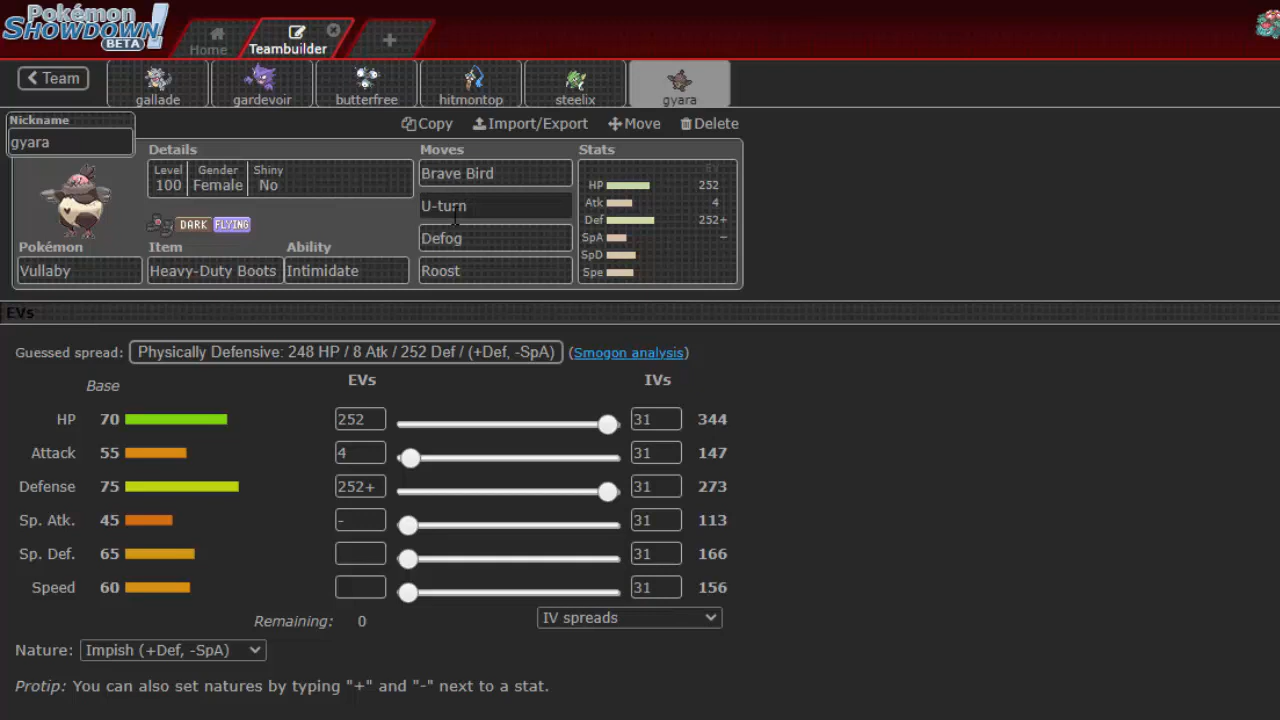 Pokémon
SHOWDOWN!
BETA
Home
Teambuilder
+
Team
gallade
gardevoir
butterfree
hitmontop
steelix
gyara
Nickname
gyara
Copy
Import/Export
Move
Delete
Details
Level
100
Gender
Female
Shiny
No
DARK
FLYING
Pokémon
Vullaby
Item
Heavy-Duty Boots
Ability
Intimidate
Moves
Brave Bird
U-turn
Defog
Roost
Stats
EV
HP 252
Atk 4
Def 252+
SpA −
SpD
Spe
EVs
Guessed spread: Physically Defensive: 248 HP / 8 Atk / 252 Def / (+Def, -SpA) (Smogon analysis)
Base EVs IVs
HP 70 252 31 344
Attack 55 4 31 147
Defense 75 252+ 31 273
Sp. Atk. 45 - 31 113
Sp. Def. 65 31 166
Speed 60 31 156
Remaining: 0 IV spreads
Nature: Impish (+Def, -SpA)
Protip: You can also set natures by typing "+" and "-" next to a stat.